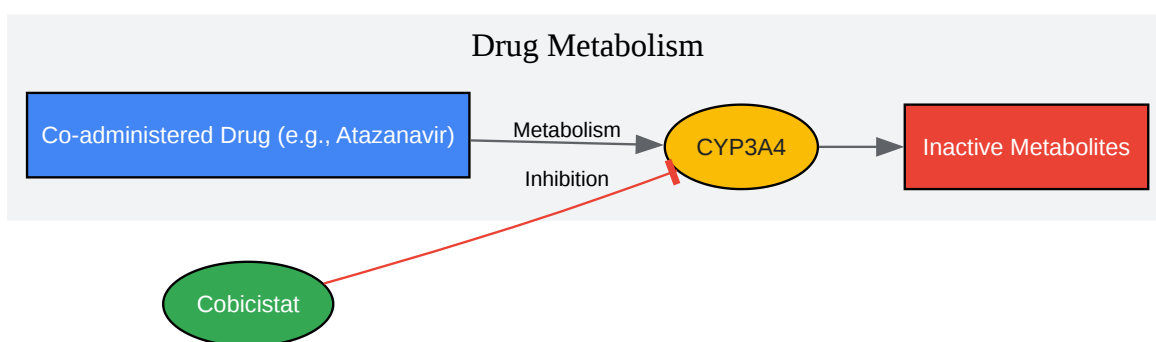 Drug Metabolism
Co-administered Drug (e.g., Atazanavir)
Metabolism
CYP3A4
Inactive Metabolites
Inhibition
Cobicistat